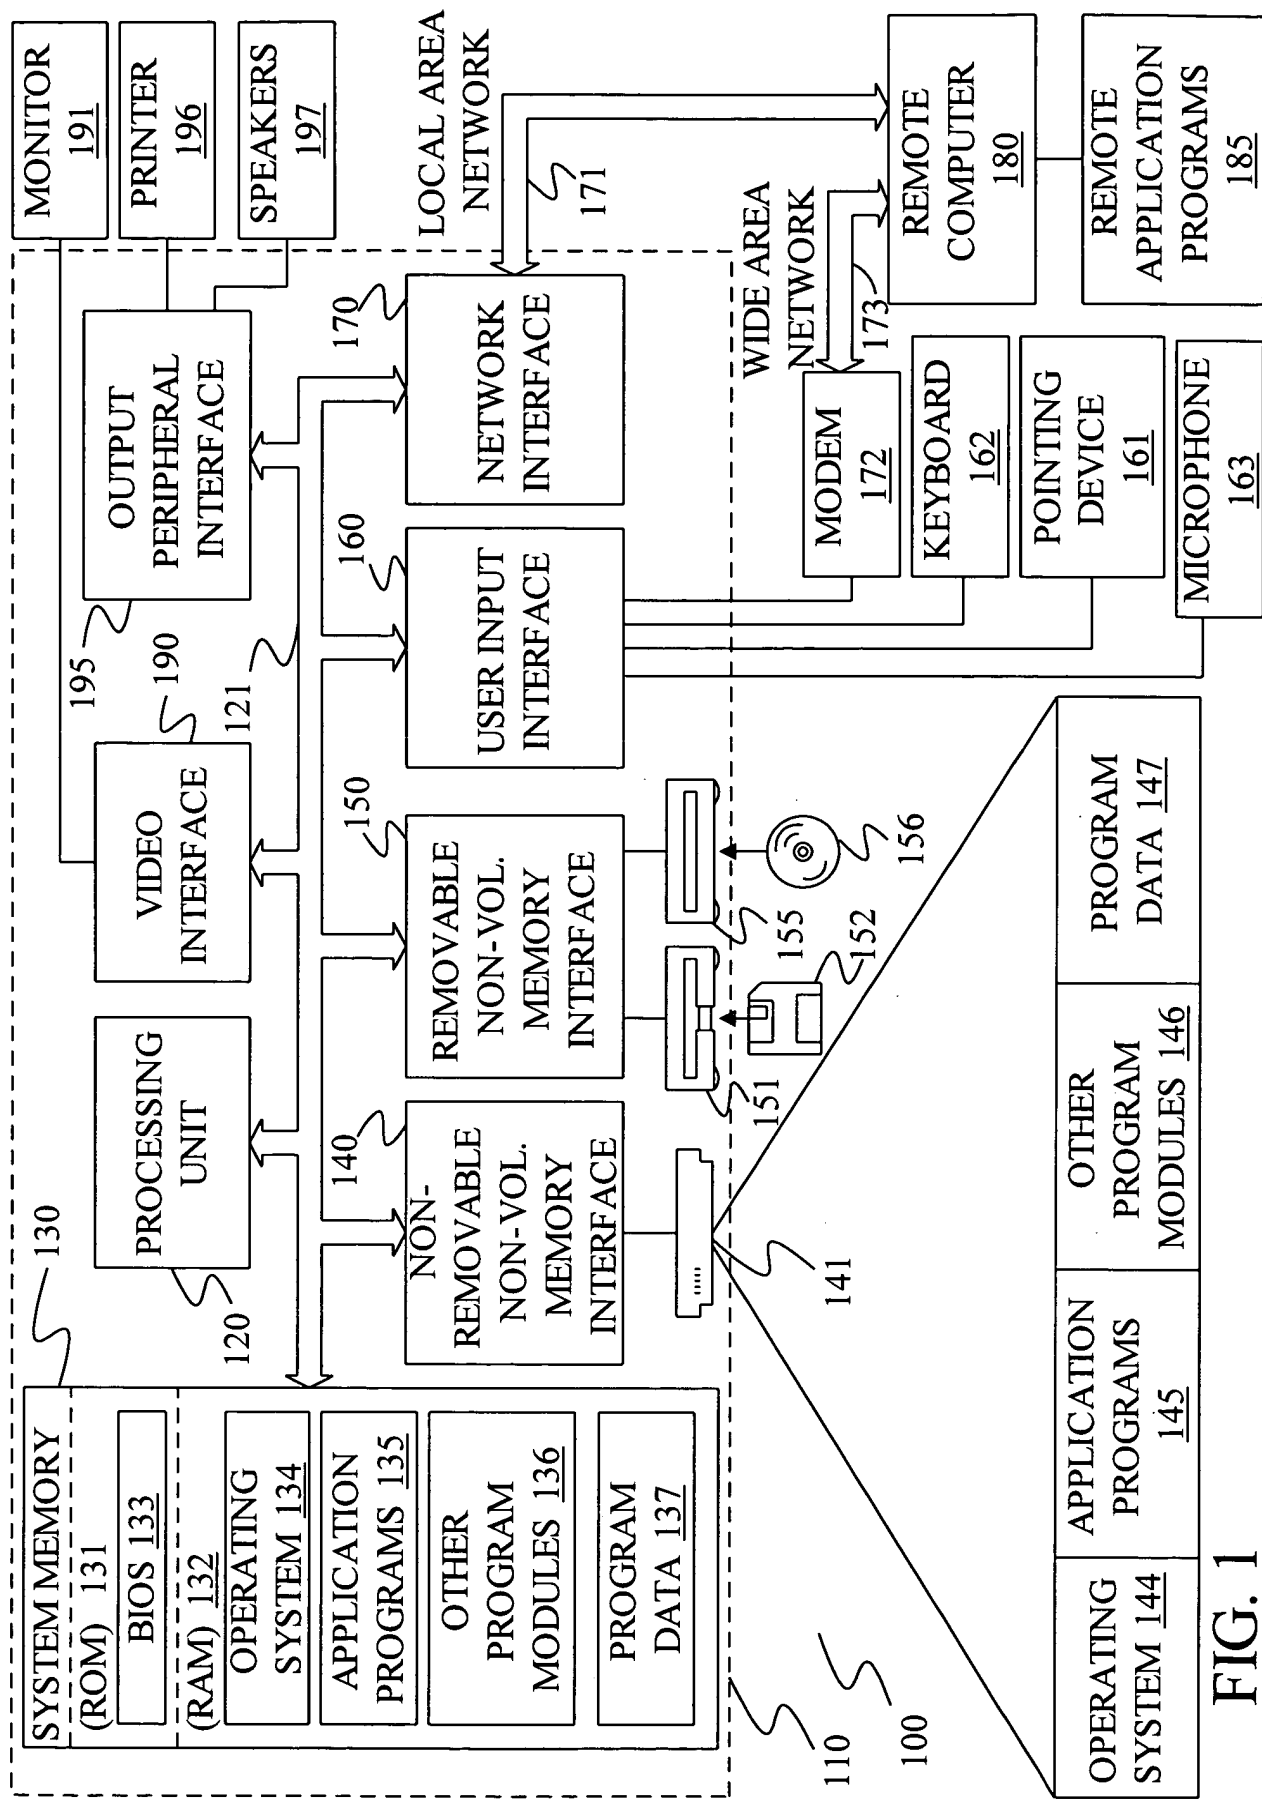 SYSTEM MEMORY
(ROM) 131
BIOS 133
(RAM) 132
OPERATING
SYSTEM 134
APPLICATION
PROGRAMS 135
OTHER
PROGRAM
MODULES 136
PROGRAM
DATA 137
130
PROCESSING
UNIT
120
VIDEO
INTERFACE
190
121
OUTPUT
PERIPHERAL
INTERFACE
195
MONITOR
191
PRINTER
196
SPEAKERS
197
NON-
REMOVABLE
NON-VOL.
MEMORY
INTERFACE
140
REMOVABLE
NON-VOL.
MEMORY
INTERFACE
150
USER INPUT
INTERFACE
160
NETWORK
INTERFACE
170
LOCAL AREA
NETWORK
171
141
151
152
155
156
WIDE AREA
NETWORK
173
MODEM
172
KEYBOARD
162
POINTING
DEVICE
161
MICROPHONE
163
REMOTE
COMPUTER
180
REMOTE
APPLICATION
PROGRAMS
185
110
100
OPERATING
SYSTEM 144
APPLICATION
PROGRAMS
145
OTHER
PROGRAM
MODULES 146
PROGRAM
DATA 147
FIG. 1